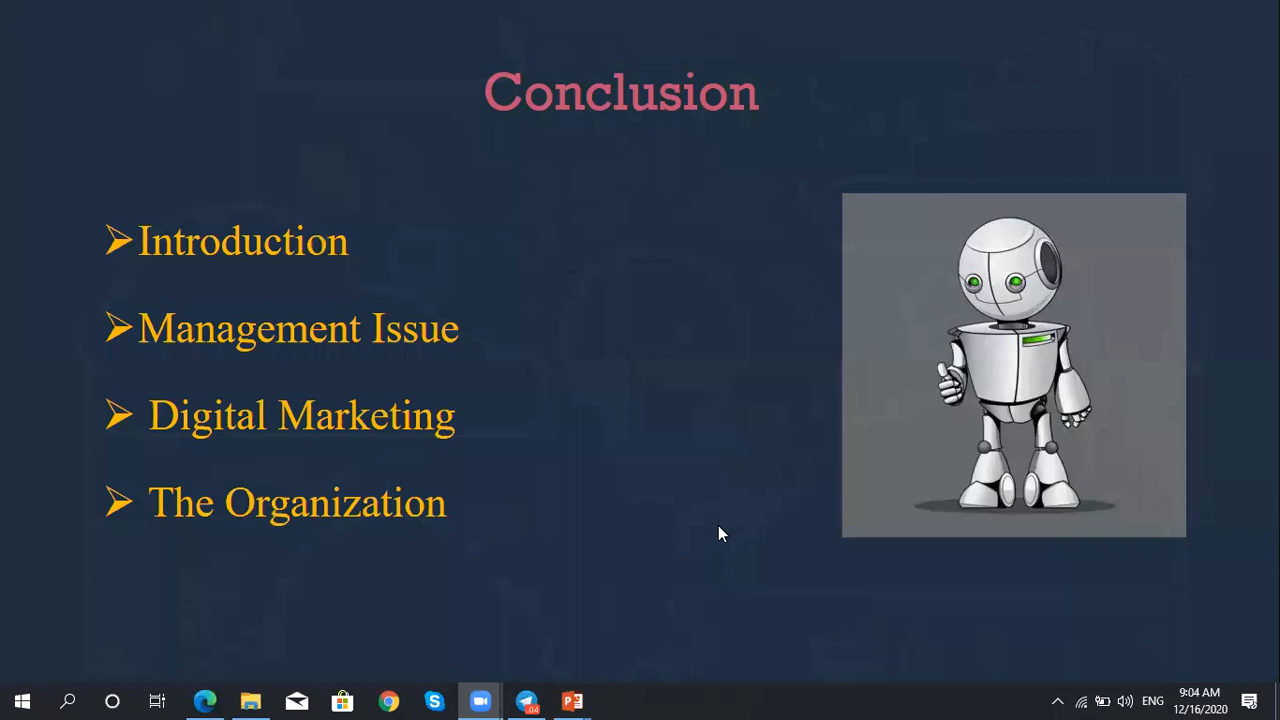 Conclusion
Introduction
Management Issue
Digital Marketing
The Organization
ENG
9:04 AM
12/16/2020